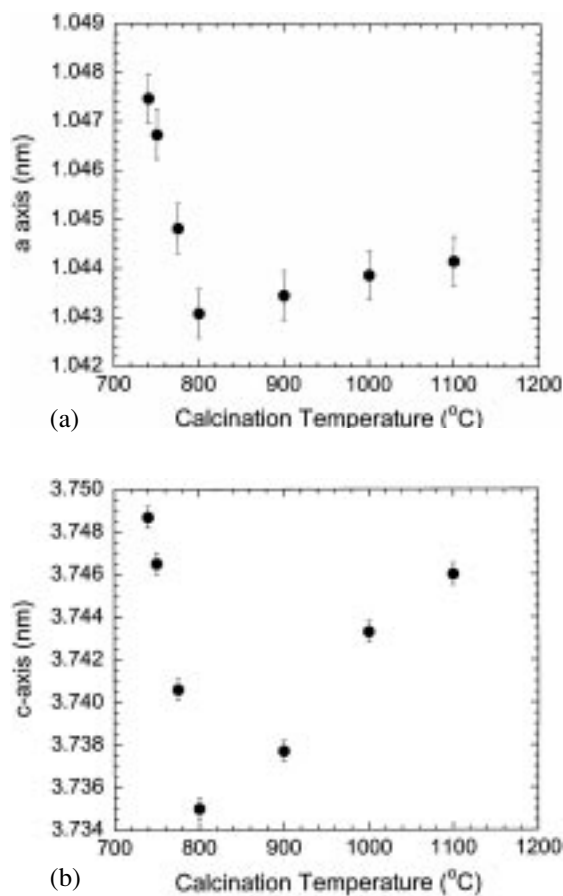 1.049
1.048
1.047
1.046
1.045
1.044
1.043
1.042
a axis (nm)
700 800 900 1000 1100 1200
(a) Calcination Temperature (°C)
3.750
3.748
3.746
3.744
3.742
3.740
3.738
3.736
3.734
c-axis (nm)
700 800 900 1000 1100 1200
(b) Calcination Temperature (°C)